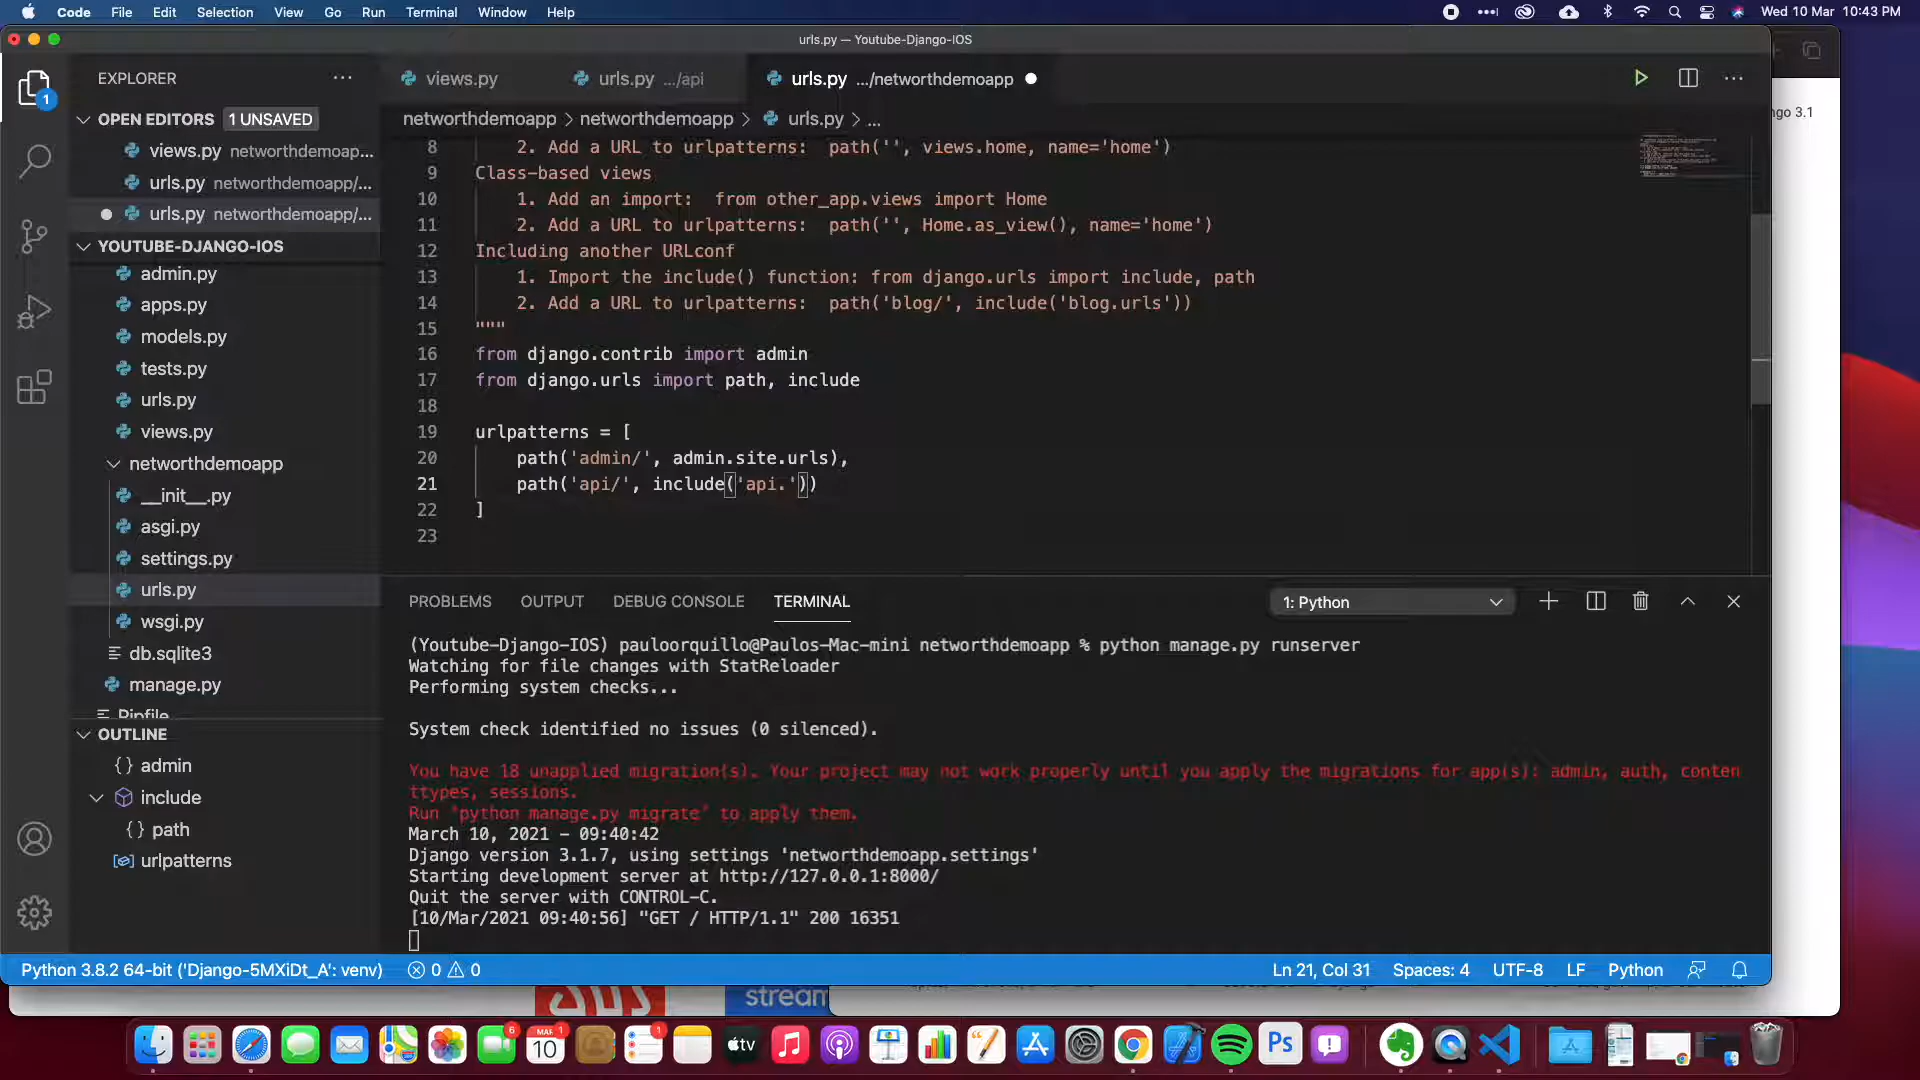 Code File Edit Selection View Go Run Terminal Window Help Wed 10 Mar 10:43 PM
urls.py — Youtube-Django-IOS
EXPLORER
OPEN EDITORS 1 UNSAVED
views.py networthdemoap...
urls.py networthdemoapp/...
urls.py networthdemoapp/...
YOUTUBE-DJANGO-IOS
admin.py
apps.py
models.py
tests.py
urls.py
views.py
networthdemoapp
__init__.py
asgi.py
settings.py
urls.py
wsgi.py
db.sqlite3
manage.py
Pipfile
OUTLINE
{} admin
include
{} path
urlpatterns
1
views.py urls.py .../api urls.py .../networthdemoapp
networthdemoapp > networthdemoapp > urls.py > ...
8 2. Add a URL to urlpatterns:  path('', views.home, name='home')
9 Class-based views
10 1. Add an import:  from other_app.views import Home
11 2. Add a URL to urlpatterns:  path('', Home.as_view(), name='home')
12 Including another URLconf
13 1. Import the include() function: from django.urls import include, path
14 2. Add a URL to urlpatterns:  path('blog/', include('blog.urls'))
15 """
16 from django.contrib import admin
17 from django.urls import path, include
18
19 urlpatterns = [
20 path('admin/', admin.site.urls),
21 path('api/', include('api.'))
22 ]
23
PROBLEMS OUTPUT DEBUG CONSOLE TERMINAL 1: Python
(Youtube-Django-IOS) pauloorquillo@Paulos-Mac-mini networthdemoapp % python manage.py runserver
Watching for file changes with StatReloader
Performing system checks...
System check identified no issues (0 silenced).
You have 18 unapplied migration(s). Your project may not work properly until you apply the migrations for app(s): admin, auth, conten
ttypes, sessions.
Run 'python manage.py migrate' to apply them.
March 10, 2021 - 09:40:42
Django version 3.1.7, using settings 'networthdemoapp.settings'
Starting development server at http://127.0.0.1:8000/
Quit the server with CONTROL-C.
[10/Mar/2021 09:40:56] "GET / HTTP/1.1" 200 16351
Python 3.8.2 64-bit ('Django-5MXiDt_A': venv) 0 0 Ln 21, Col 31 Spaces: 4 UTF-8 LF Python
ngo 3.1
stream
6
MAR 1
10
1
tv
Ps